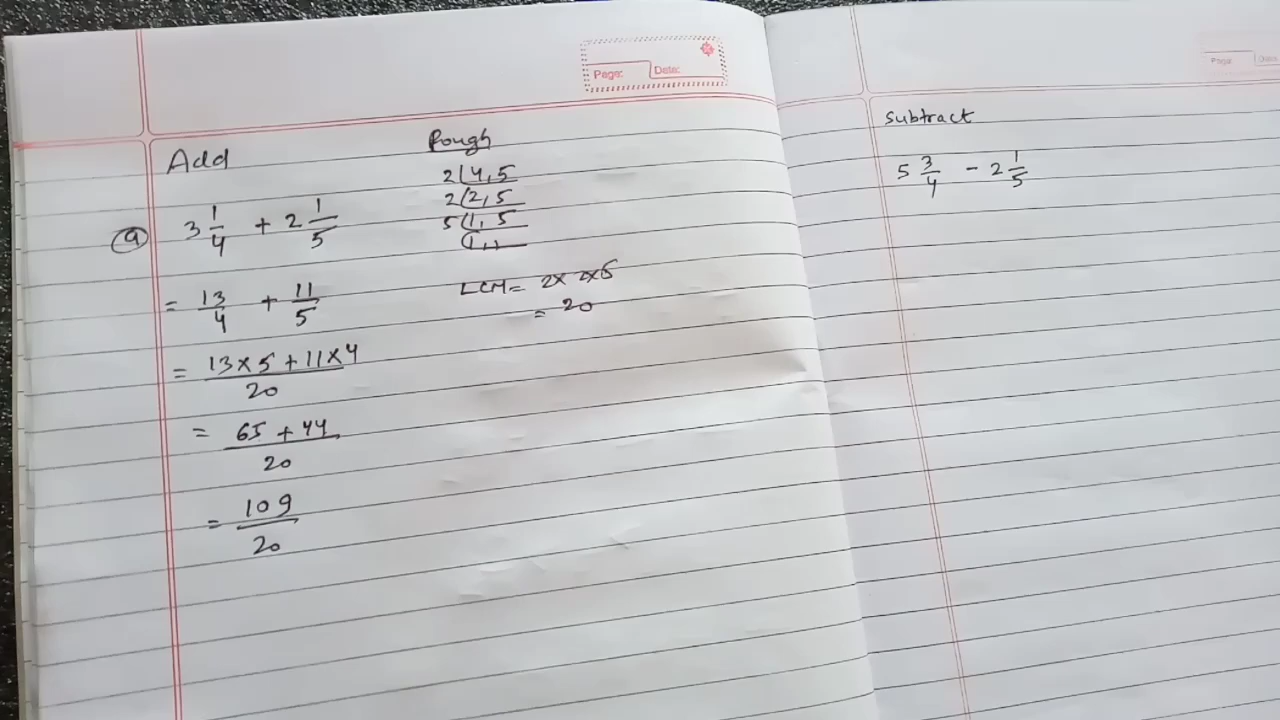 Page: Date:
Add
Rough
ⓐ 3 1/4 + 2 1/5
= 13/4 + 11/5
= 13×5+11×4/20
= 65+44/20
= 109/20
2 | 4, 5
2 | 2, 5
5 | 1, 5
1, 1
LCM = 2×2×5
= 20
Page: Date
Subtract
5 3/4 - 2 1/5